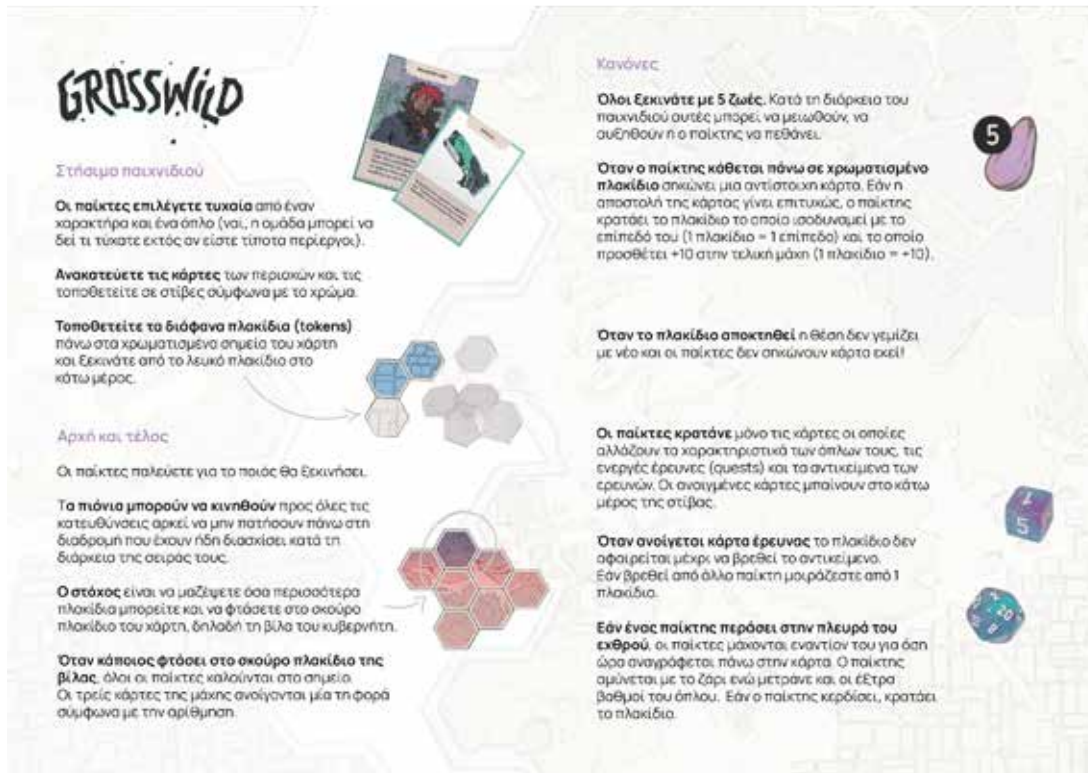 GROSSWILD
Στήσιμο παιχνιδιού
Οι παίκτες επιλέγετε τυχαία από έναν
χαρακτήρα και ένα όπλο (ναι, η ομάδα μπορεί να
δεί τι τύχατε εκτός αν είστε τίποτα περίεργοι).
Ανακατεύετε τις κάρτες των περιοχών και τις
τοποθετείτε σε στίβες σύμφωνα με το χρώμα.
Τοποθετείτε τα διάφανα πλακίδια (tokens)
πάνω στα χρωματισμένα σημεία του χάρτη
και ξεκινάτε από το λευκό πλακίδιο στο
κάτω μέρος.
Αρχή και τέλος
Οι παίκτες παλεύετε για το ποιός θα ξεκινήσει.
Τα πιόνια μπορούν να κινηθούν προς όλες τις
κατευθύνσεις αρκεί να μην πατήσουν πάνω στη
διαδρομή που έχουν ήδη διασχίσει κατά τη
διάρκεια της σειράς τους.
Ο στόχος είναι να μαζέψετε όσα περισσότερα
πλακίδια μπορείτε και να φτάσετε στο σκούρο
πλακίδιο του χάρτη, δηλαδή τη βίλα του κυβερνήτη.
Όταν κάποιος φτάσει στο σκούρο πλακίδιο της
βίλας, όλοι οι παίκτες καλούνται στο σημείο.
Οι τρείς κάρτες της μάχης ανοίγονται μία τη φορά
σύμφωνα με την αρίθμηση.
Κανόνες
Όλοι ξεκινάτε με 5 ζωές. Κατά τη διάρκεια του
παιχνιδιού αυτές μπορεί να μειωθούν, να
αυξηθούν ή ο παίκτης να πεθάνει.
5
Όταν ο παίκτης κάθεται πάνω σε χρωματισμένο
πλακίδιο σηκώνει μια αντίστοιχη κάρτα. Εάν η
αποστολή της κάρτας γίνει επιτυχώς, ο παίκτης
κρατάει το πλακίδιο το οποίο ισοδυναμεί με το
επίπεδό του (1 πλακίδιο = 1 επίπεδο) και το οποίο
προσθέτει +10 στην τελική μάχη (1 πλακίδιο = +10).
Όταν το πλακίδιο αποκτηθεί η θέση δεν γεμίζει
με νέο και οι παίκτες δεν σηκώνουν κάρτα εκεί!
Οι παίκτες κρατάνε μόνο τις κάρτες οι οποίες
αλλάζουν τα χαρακτηριστικά των όπλων τους, τις
ενεργές έρευνες (quests) και τα αντικείμενα των
ερευνών. Οι ανοιγμένες κάρτες μπαίνουν στο κάτω
μέρος της στίβας.
Όταν ανοίγεται κάρτα έρευνας το πλακίδιο δεν
αφαιρείται μέχρι να βρεθεί το αντικείμενο.
Εάν βρεθεί από άλλο παίκτη μοιράζεστε από 1
πλακίδιο.
Εάν ένας παίκτης περάσει στην πλευρά του
εχθρού, οι παίκτες μάχονται εναντίον του για όση
ώρα αναγράφεται πάνω στην κάρτα. Ο παίκτης
αμύνεται με το ζάρι ενώ μετράνε και οι έξτρα
βαθμοί του όπλου. Εάν ο παίκτης κερδίσει, κρατάει
το πλακίδιο.
1
5
20